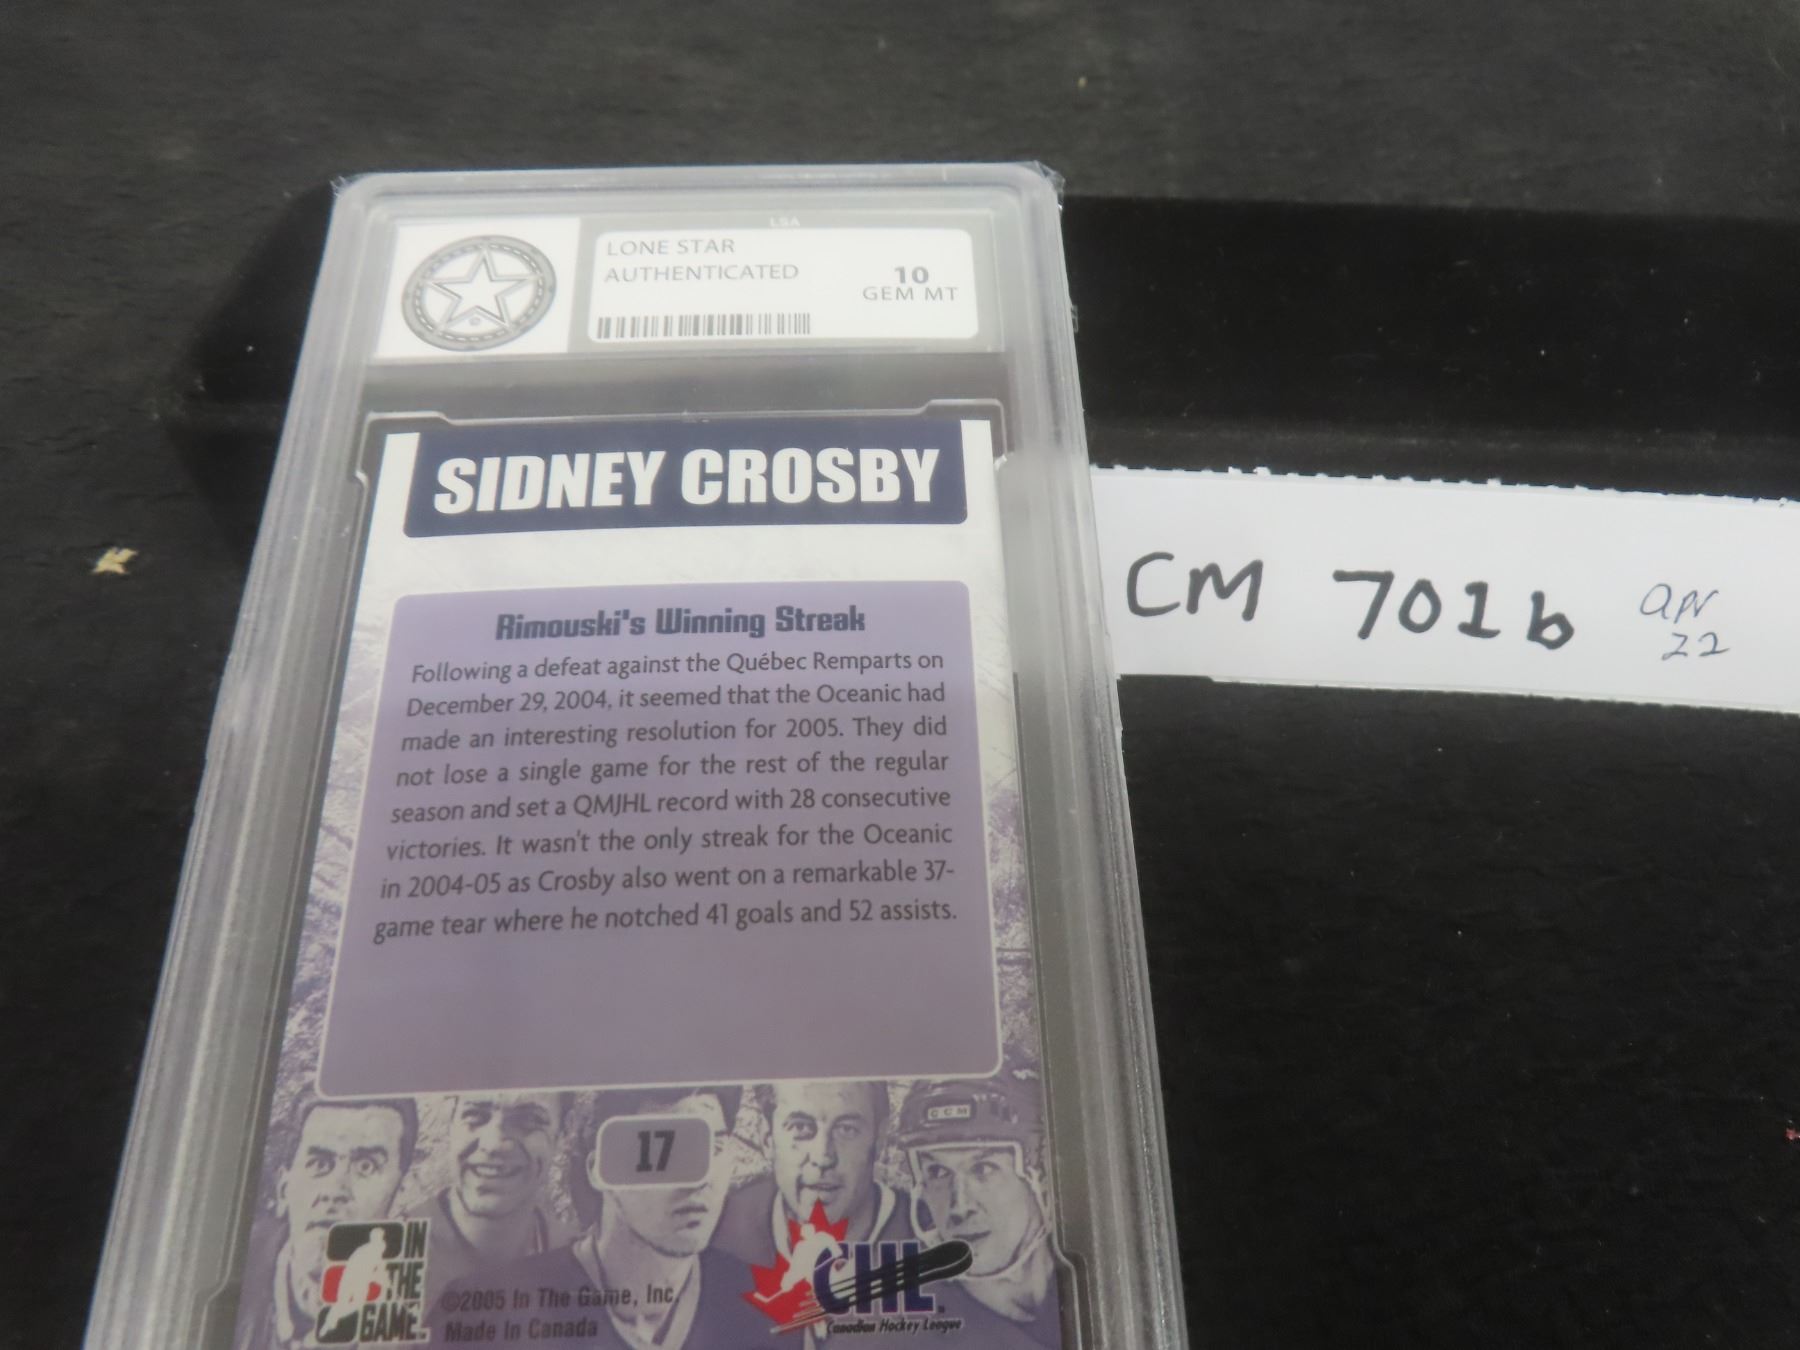 LSA
LONE STAR
AUTHENTICATED
10
GEM MT
SIDNEY CROSBY
Rimouski's Winning Streak
Following a defeat against the Québec Remparts on
December 29, 2004, it seemed that the Oceanic had
made an interesting resolution for 2005. They did
not lose a single game for the rest of the regular
season and set a QMJHL record with 28 consecutive
victories. It wasn't the only streak for the Oceanic
in 2004-05 as Crosby also went on a remarkable 37-
game tear where he notched 41 goals and 52 assists.
CCM
17
IN
THE
GAME.
©2005 In The Game, Inc.
Made In Canada
CHL
Canadian Hockey League
CM 701b
apr
22